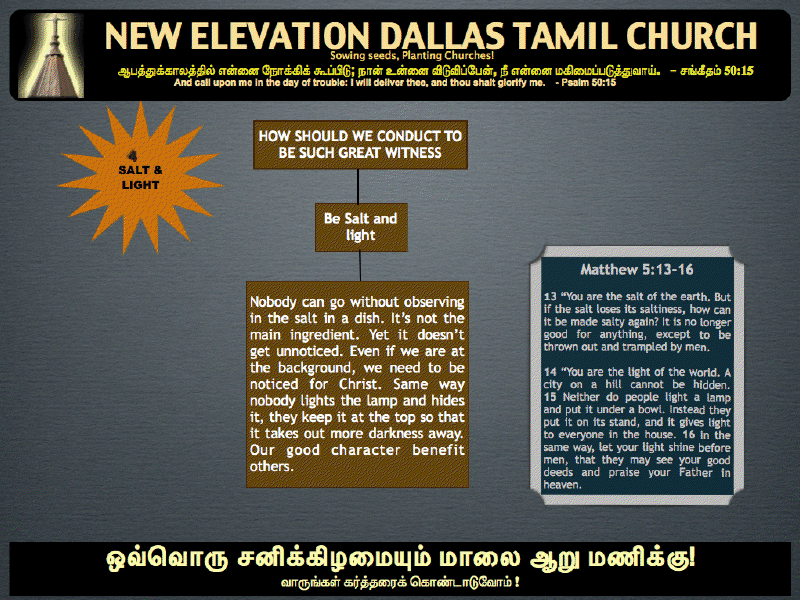 NEW ELEVATION DALLAS TAMIL CHURCH
Sowing seeds, Planting Churches!
ஆபத்துக்காலத்தில் என்னை நோக்கிக் கூப்பிடு; நான் உன்னை விடுவிப்பேன், நீ என்னை மகிமைப்படுத்துவாய். – சங்கீதம் 50:15
And call upon me in the day of trouble: I will deliver thee, and thou shalt glorify me. - Psalm 50:15
4
SALT &
LIGHT
HOW SHOULD WE CONDUCT TO
BE SUCH GREAT WITNESS
Be Salt and
light
Nobody can go without observing
in the salt in a dish. It’s not the
main ingredient. Yet it doesn’t
get unnoticed. Even if we are at
the background, we need to be
noticed for Christ. Same way
nobody lights the lamp and hides
it, they keep it at the top so that
it takes out more darkness away.
Our good character benefit
others.
Matthew 5:13-16
13 “You are the salt of the earth. But
if the salt loses its saltiness, how can
it be made salty again? It is no longer
good for anything, except to be
thrown out and trampled by men.
14 “You are the light of the world. A
city on a hill cannot be hidden.
15 Neither do people light a lamp
and put it under a bowl. Instead they
put it on its stand, and it gives light
to everyone in the house. 16 In the
same way, let your light shine before
men, that they may see your good
deeds and praise your Father in
heaven.
ஒவ்வொரு சனிக்கிழமையும் மாலை ஆறு மணிக்கு!
வாருங்கள் கர்த்தரைக் கொண்டாடுவோம் !